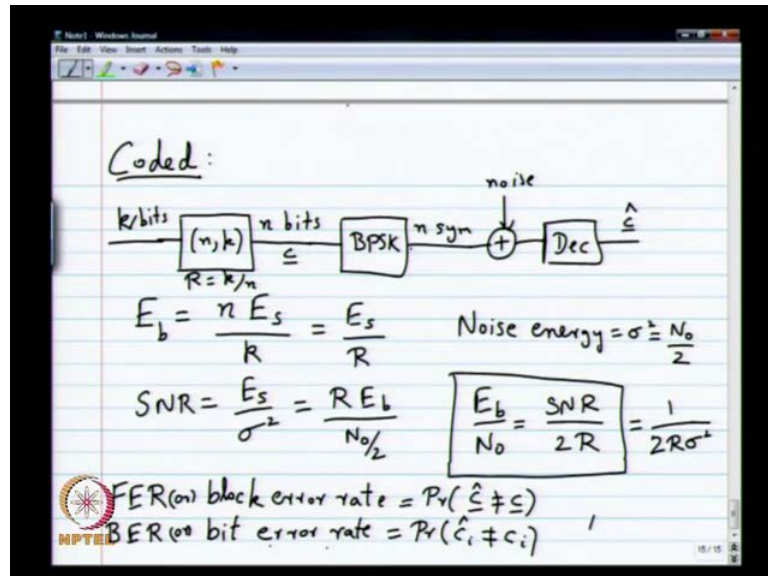 Note1 - Windows Journal
File Edit View Insert Actions Tools Help
Coded:
noise
k bits (n, k) n bits c BPSK n sym + Dec ĉ
R = k/n
E_b = n E_s / k = E_s / R
Noise energy = σ² = N_0 / 2
SNR = E_s / σ² = R E_b / N_0/2
E_b / N_0 = SNR / 2R = 1 / 2Rσ²
FER (or) block error rate = Pr(ĉ ≠ c)
BER (or) bit error rate = Pr(ĉ_i ≠ c_i)
NPTEL
15 / 15